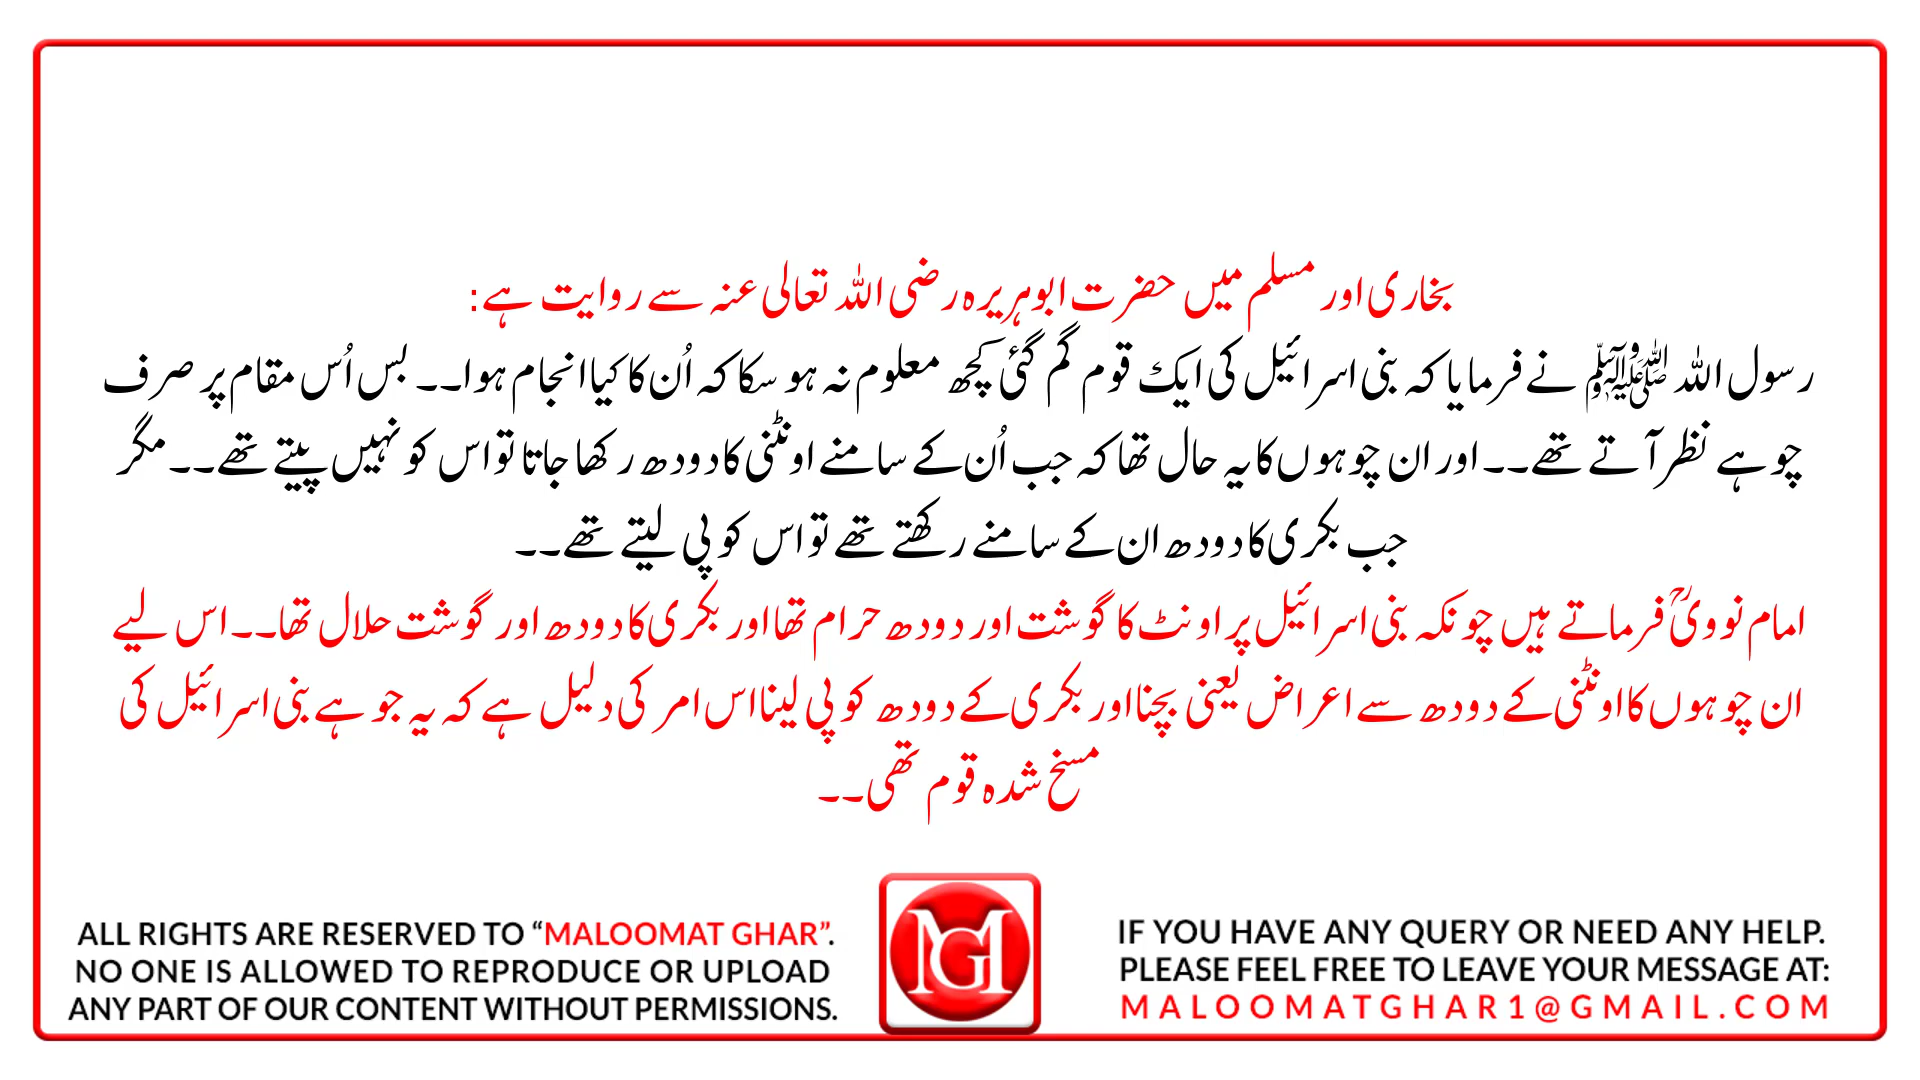 بخاری اور مسلم میں حضرت ابوہریرہ رضی اللہ تعالی عنہ سے روایت ہے:
رسول اللہ ﷺ نے فرمایا کہ بنی اسرائیل کی ایک قوم گم گئی کچھ معلوم نہ ہو سکا کہ اُن کا کیا انجام ہوا۔۔ بس اُس مقام پر صرف
چوہے نظر آتے تھے۔۔ اور ان چوہوں کا یہ حال تھا کہ جب اُن کے سامنے اونٹنی کا دودھ رکھا جاتا تو اس کو نہیں پیتے تھے۔۔ مگر
جب بکری کا دودھ ان کے سامنے رکھتے تھے تو اس کو پی لیتے تھے۔۔
امام نوویؒ فرماتے ہیں چونکہ بنی اسرائیل پر اونٹ کا گوشت اور دودھ حرام تھا اور بکری کا دودھ اور گوشت حلال تھا۔۔ اس لیے
ان چوہوں کا اونٹنی کے دودھ سے اعراض یعنی بچنا اور بکری کے دودھ کو پی لینا اس امر کی دلیل ہے کہ یہ جو ہے بنی اسرائیل کی
مسخ شدہ قوم تھی۔۔
ALL RIGHTS ARE RESERVED TO “MALOOMAT GHAR”.
NO ONE IS ALLOWED TO REPRODUCE OR UPLOAD
ANY PART OF OUR CONTENT WITHOUT PERMISSIONS.
MG
IF YOU HAVE ANY QUERY OR NEED ANY HELP.
PLEASE FEEL FREE TO LEAVE YOUR MESSAGE AT:
MALOOMATGHAR1@GMAIL.COM